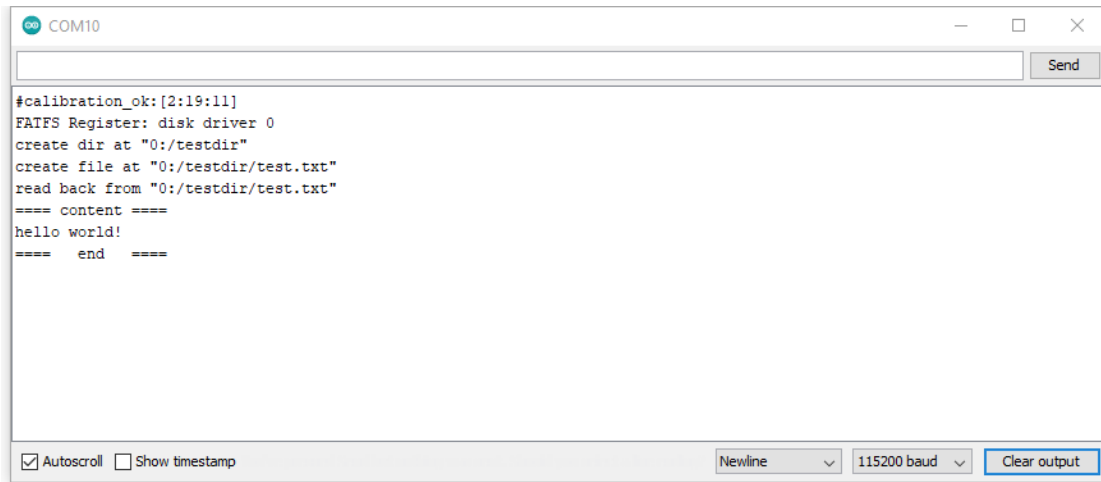 COM10
Send
#calibration_ok:[2:19:11]
FATFS Register: disk driver 0
create dir at "0:/testdir"
create file at "0:/testdir/test.txt"
read back from "0:/testdir/test.txt"
==== content ====
hello world!
====   end   ====
Autoscroll Show timestamp Newline 115200 baud Clear output